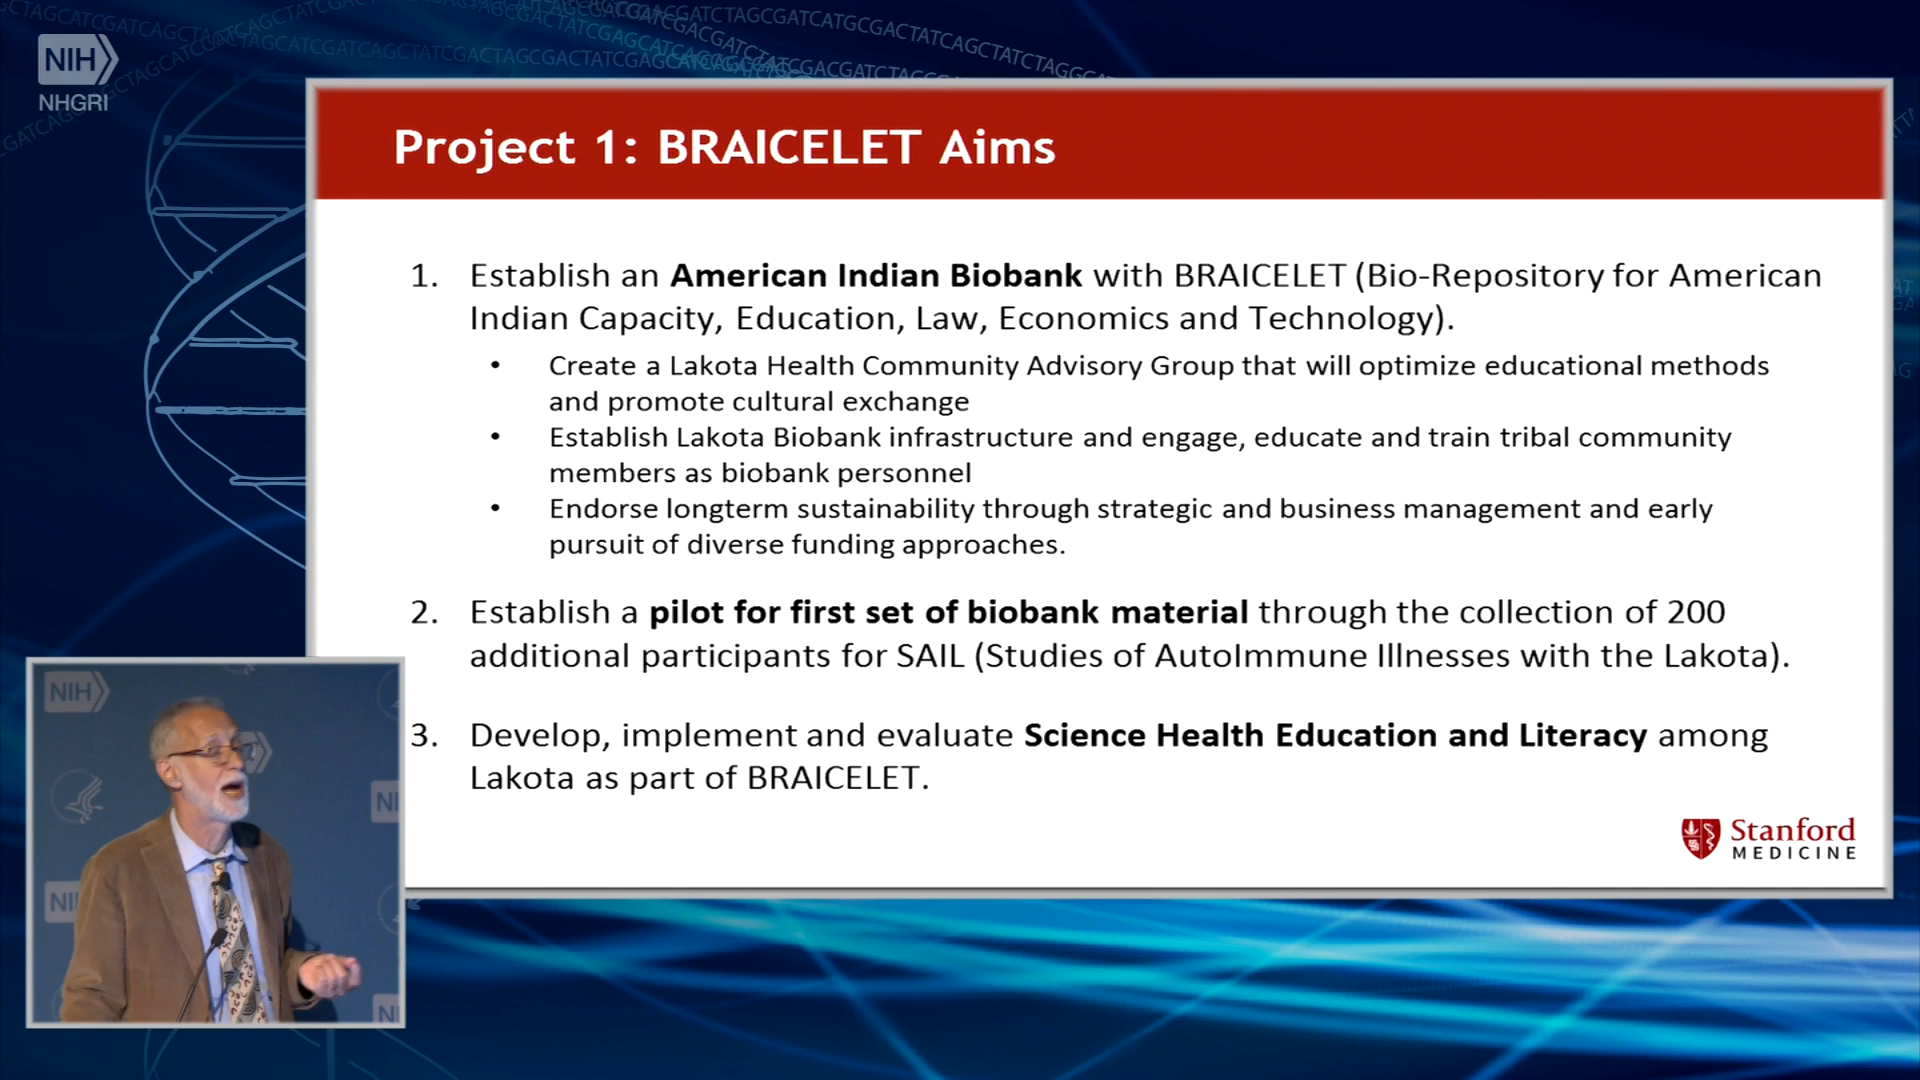 NIH
NHGRI
Project 1: BRAICELET Aims
1. Establish an American Indian Biobank with BRAICELET (Bio-Repository for American
Indian Capacity, Education, Law, Economics and Technology).
• Create a Lakota Health Community Advisory Group that will optimize educational methods
and promote cultural exchange
• Establish Lakota Biobank infrastructure and engage, educate and train tribal community
members as biobank personnel
• Endorse longterm sustainability through strategic and business management and early
pursuit of diverse funding approaches.
2. Establish a pilot for first set of biobank material through the collection of 200
additional participants for SAIL (Studies of AutoImmune Illnesses with the Lakota).
3. Develop, implement and evaluate Science Health Education and Literacy among
Lakota as part of BRAICELET.
Stanford
MEDICINE
NIH